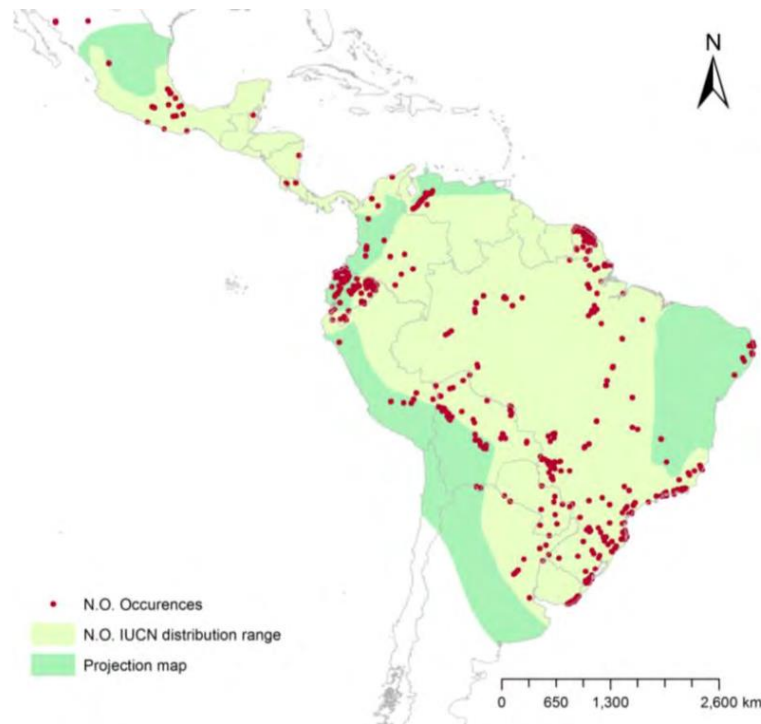 N
N.O. Occurences
N.O. IUCN distribution range
Projection map
0 650 1,300 2,600 km